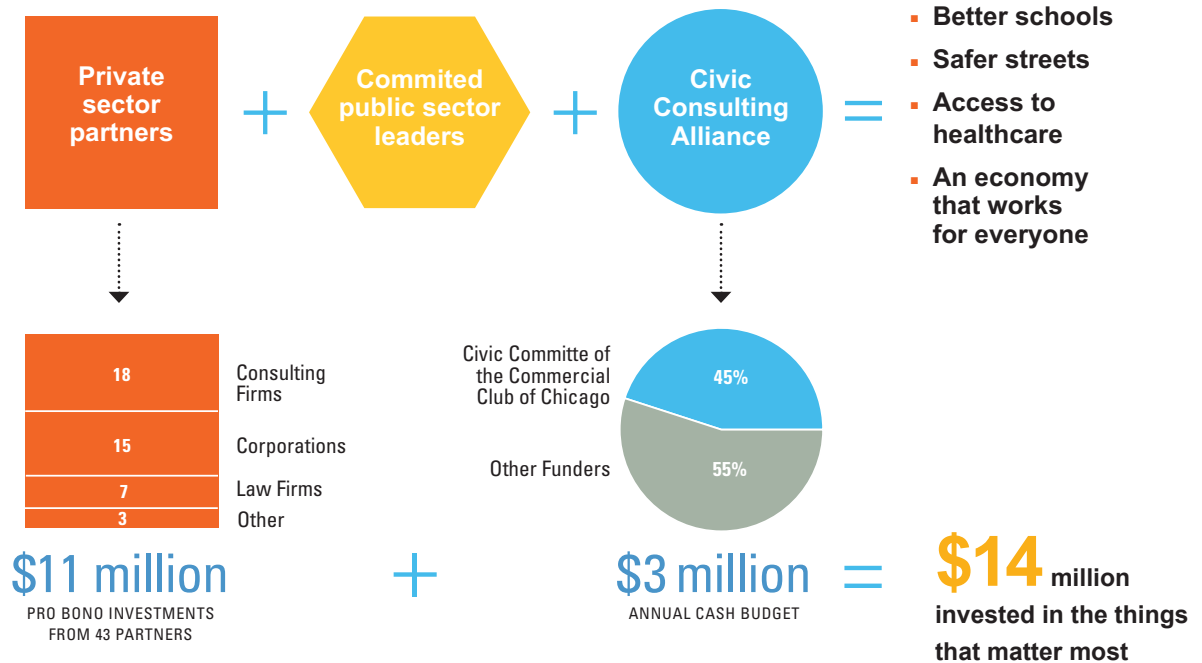 Private
sector
partners
+
Commited
public sector
leaders
+
Civic
Consulting
Alliance
=
▪ Better schools
▪ Safer streets
▪ Access to
healthcare
▪ An economy
that works
for everyone
18
Consulting
Firms
15
Corporations
7
Law Firms
3
Other
Civic Committe of
the Commercial
Club of Chicago
45%
Other Funders
55%
$11 million
PRO BONO INVESTMENTS
FROM 43 PARTNERS
+
$3 million
ANNUAL CASH BUDGET
=
$14 million
invested in the things
that matter most